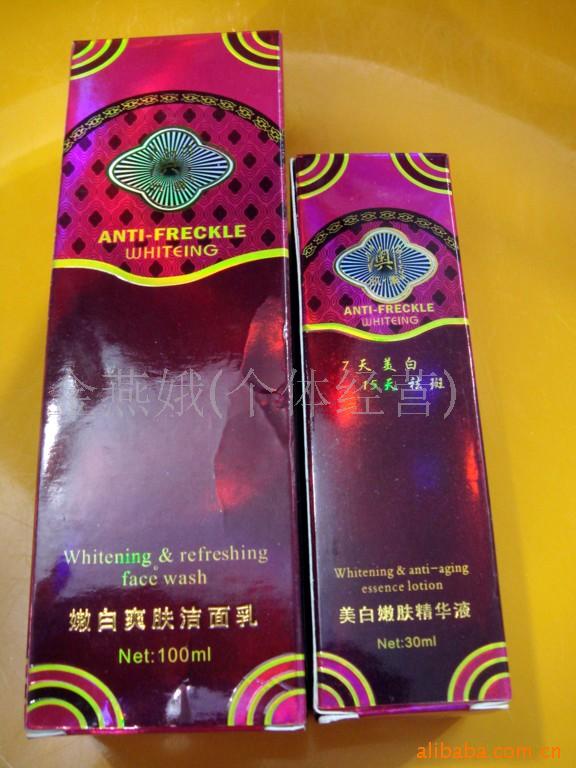 ANTI-FRECKLE
WHITEING
Whitening & refreshing
face wash
嫩白爽肤洁面乳
Net:100ml
奥
ANTI-FRECKLE
WHITEING
7天美白
15天祛斑
Whitening & anti-aging
essence lotion
美白嫩肤精华液
Net:30ml
金燕娥(个体经营)
alibaba.com.cn